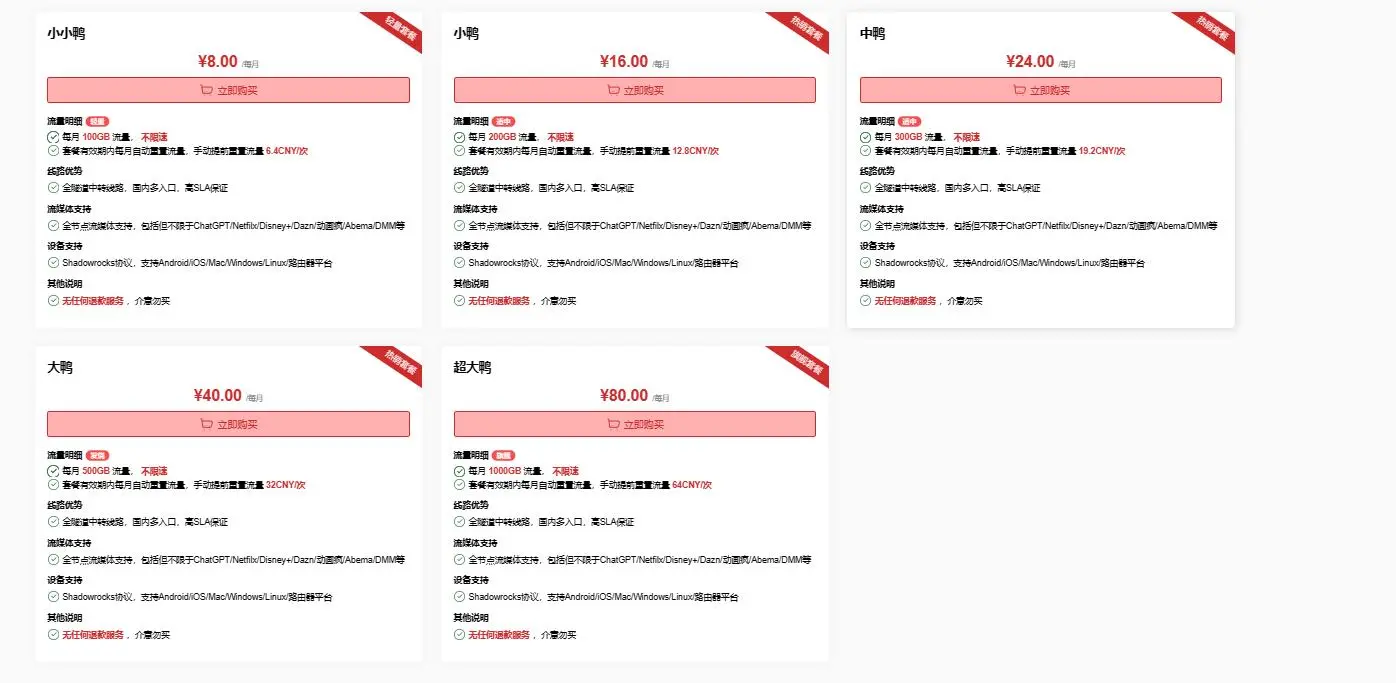 小小鸭
轻量套餐
¥8.00 /每月
立即购买
流量明细 轻量
每月 100GB 流量， 不限速
套餐有效期内每月自动重置流量，手动提前重置流量 6.4CNY/次
线路优势
全隧道中转线路，国内多入口，高SLA保证
流媒体支持
全节点流媒体支持，包括但不限于ChatGPT/Netfilx/Disney+/Dazn/动画疯/Abema/DMM等
设备支持
Shadowrocks协议，支持Android/iOS/Mac/Windows/Linux/路由器平台
其他说明
无任何退款服务 ，介意勿买
小鸭
热销套餐
¥16.00 /每月
立即购买
流量明细 适中
每月 200GB 流量， 不限速
套餐有效期内每月自动重置流量，手动提前重置流量 12.8CNY/次
线路优势
全隧道中转线路，国内多入口，高SLA保证
流媒体支持
全节点流媒体支持，包括但不限于ChatGPT/Netfilx/Disney+/Dazn/动画疯/Abema/DMM等
设备支持
Shadowrocks协议，支持Android/iOS/Mac/Windows/Linux/路由器平台
其他说明
无任何退款服务 ，介意勿买
中鸭
热销套餐
¥24.00 /每月
立即购买
流量明细 适中
每月 300GB 流量， 不限速
套餐有效期内每月自动重置流量，手动提前重置流量 19.2CNY/次
线路优势
全隧道中转线路，国内多入口，高SLA保证
流媒体支持
全节点流媒体支持，包括但不限于ChatGPT/Netfilx/Disney+/Dazn/动画疯/Abema/DMM等
设备支持
Shadowrocks协议，支持Android/iOS/Mac/Windows/Linux/路由器平台
其他说明
无任何退款服务 ，介意勿买
大鸭
热销套餐
¥40.00 /每月
立即购买
流量明细 发烧
每月 500GB 流量， 不限速
套餐有效期内每月自动重置流量，手动提前重置流量 32CNY/次
线路优势
全隧道中转线路，国内多入口，高SLA保证
流媒体支持
全节点流媒体支持，包括但不限于ChatGPT/Netfilx/Disney+/Dazn/动画疯/Abema/DMM等
设备支持
Shadowrocks协议，支持Android/iOS/Mac/Windows/Linux/路由器平台
其他说明
无任何退款服务 ，介意勿买
超大鸭
旗舰套餐
¥80.00 /每月
立即购买
流量明细 旗舰
每月 1000GB 流量， 不限速
套餐有效期内每月自动重置流量，手动提前重置流量 64CNY/次
线路优势
全隧道中转线路，国内多入口，高SLA保证
流媒体支持
全节点流媒体支持，包括但不限于ChatGPT/Netfilx/Disney+/Dazn/动画疯/Abema/DMM等
设备支持
Shadowrocks协议，支持Android/iOS/Mac/Windows/Linux/路由器平台
其他说明
无任何退款服务 ，介意勿买